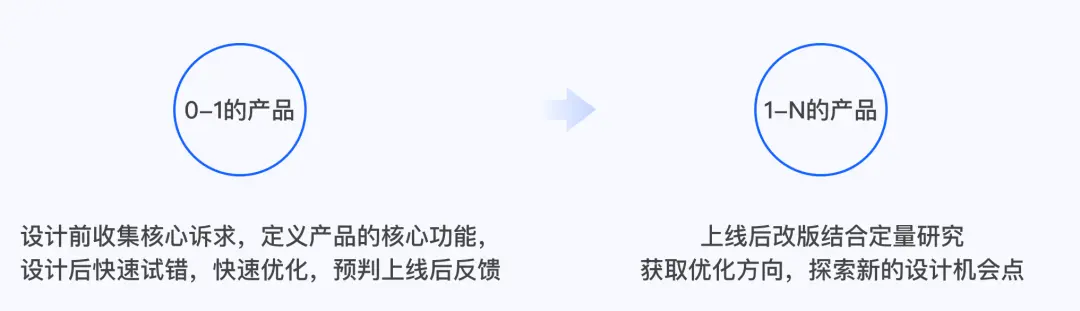 0-1的产品
1-N的产品
设计前收集核心诉求，定义产品的核心功能，
设计后快速试错，快速优化，预判上线后反馈
上线后改版结合定量研究
获取优化方向，探索新的设计机会点